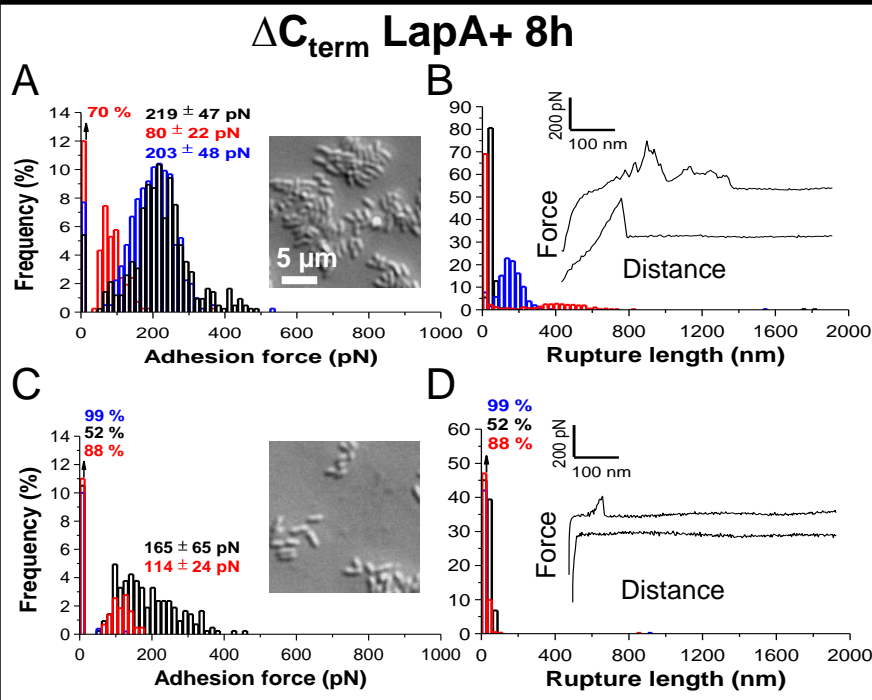 ΔCterm LapA+ 8h
A
70 %
219 ± 47 pN
80 ± 22 pN
203 ± 48 pN
14
12
10
8
6
4
2
0
Frequency (%)
5 µm
0 200 400 600 800 1000
Adhesion force (pN)
B
90
80
70
60
50
40
30
20
10
0
200 pN
100 nm
Force
Distance
0 400 800 1200 1600 2000
Rupture length (nm)
C
99 %
52 %
88 %
14
12
10
8
6
4
2
0
Frequency (%)
165 ± 65 pN
114 ± 24 pN
0 200 400 600 800 1000
Adhesion force (pN)
D
99 %
52 %
88 %
60
50
40
30
20
10
0
200 pN
100 nm
Force
Distance
0 400 800 1200 1600 2000
Rupture length (nm)